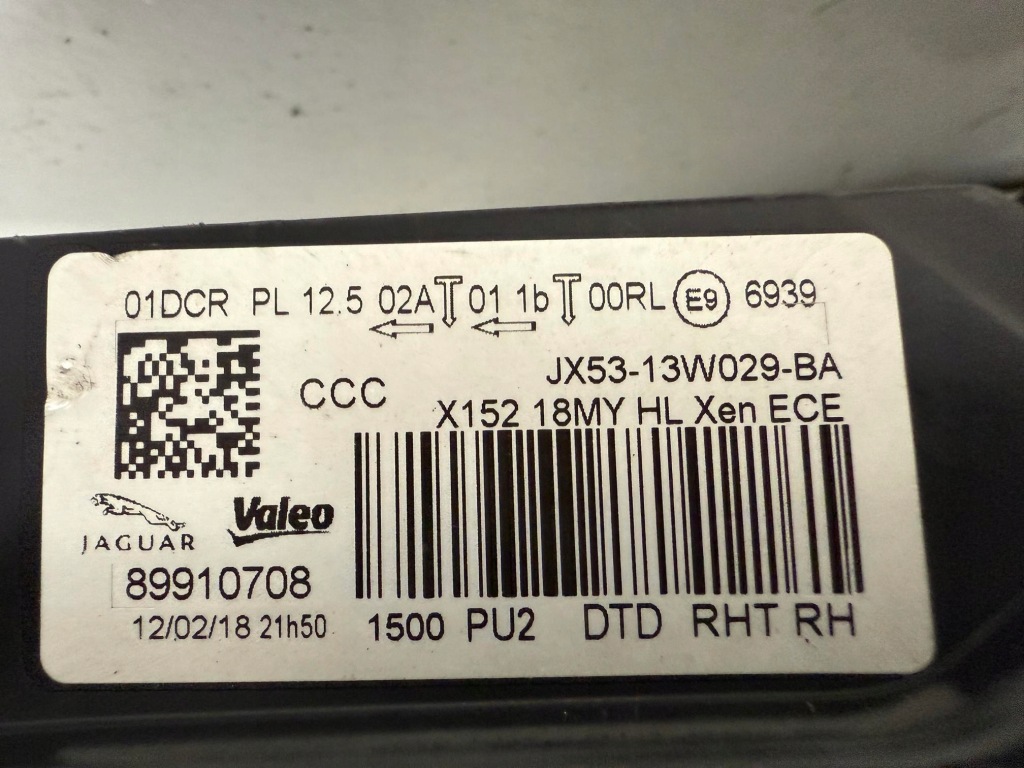 01DCR PL 12.5 02A 01 1b 00RL E9 6939
JX53-13W029-BA
CCC
X152 18MY HL Xen ECE
JAGUAR
Valeo
89910708
12/02/18 21h50
1500 PU2 DTD RHT RH